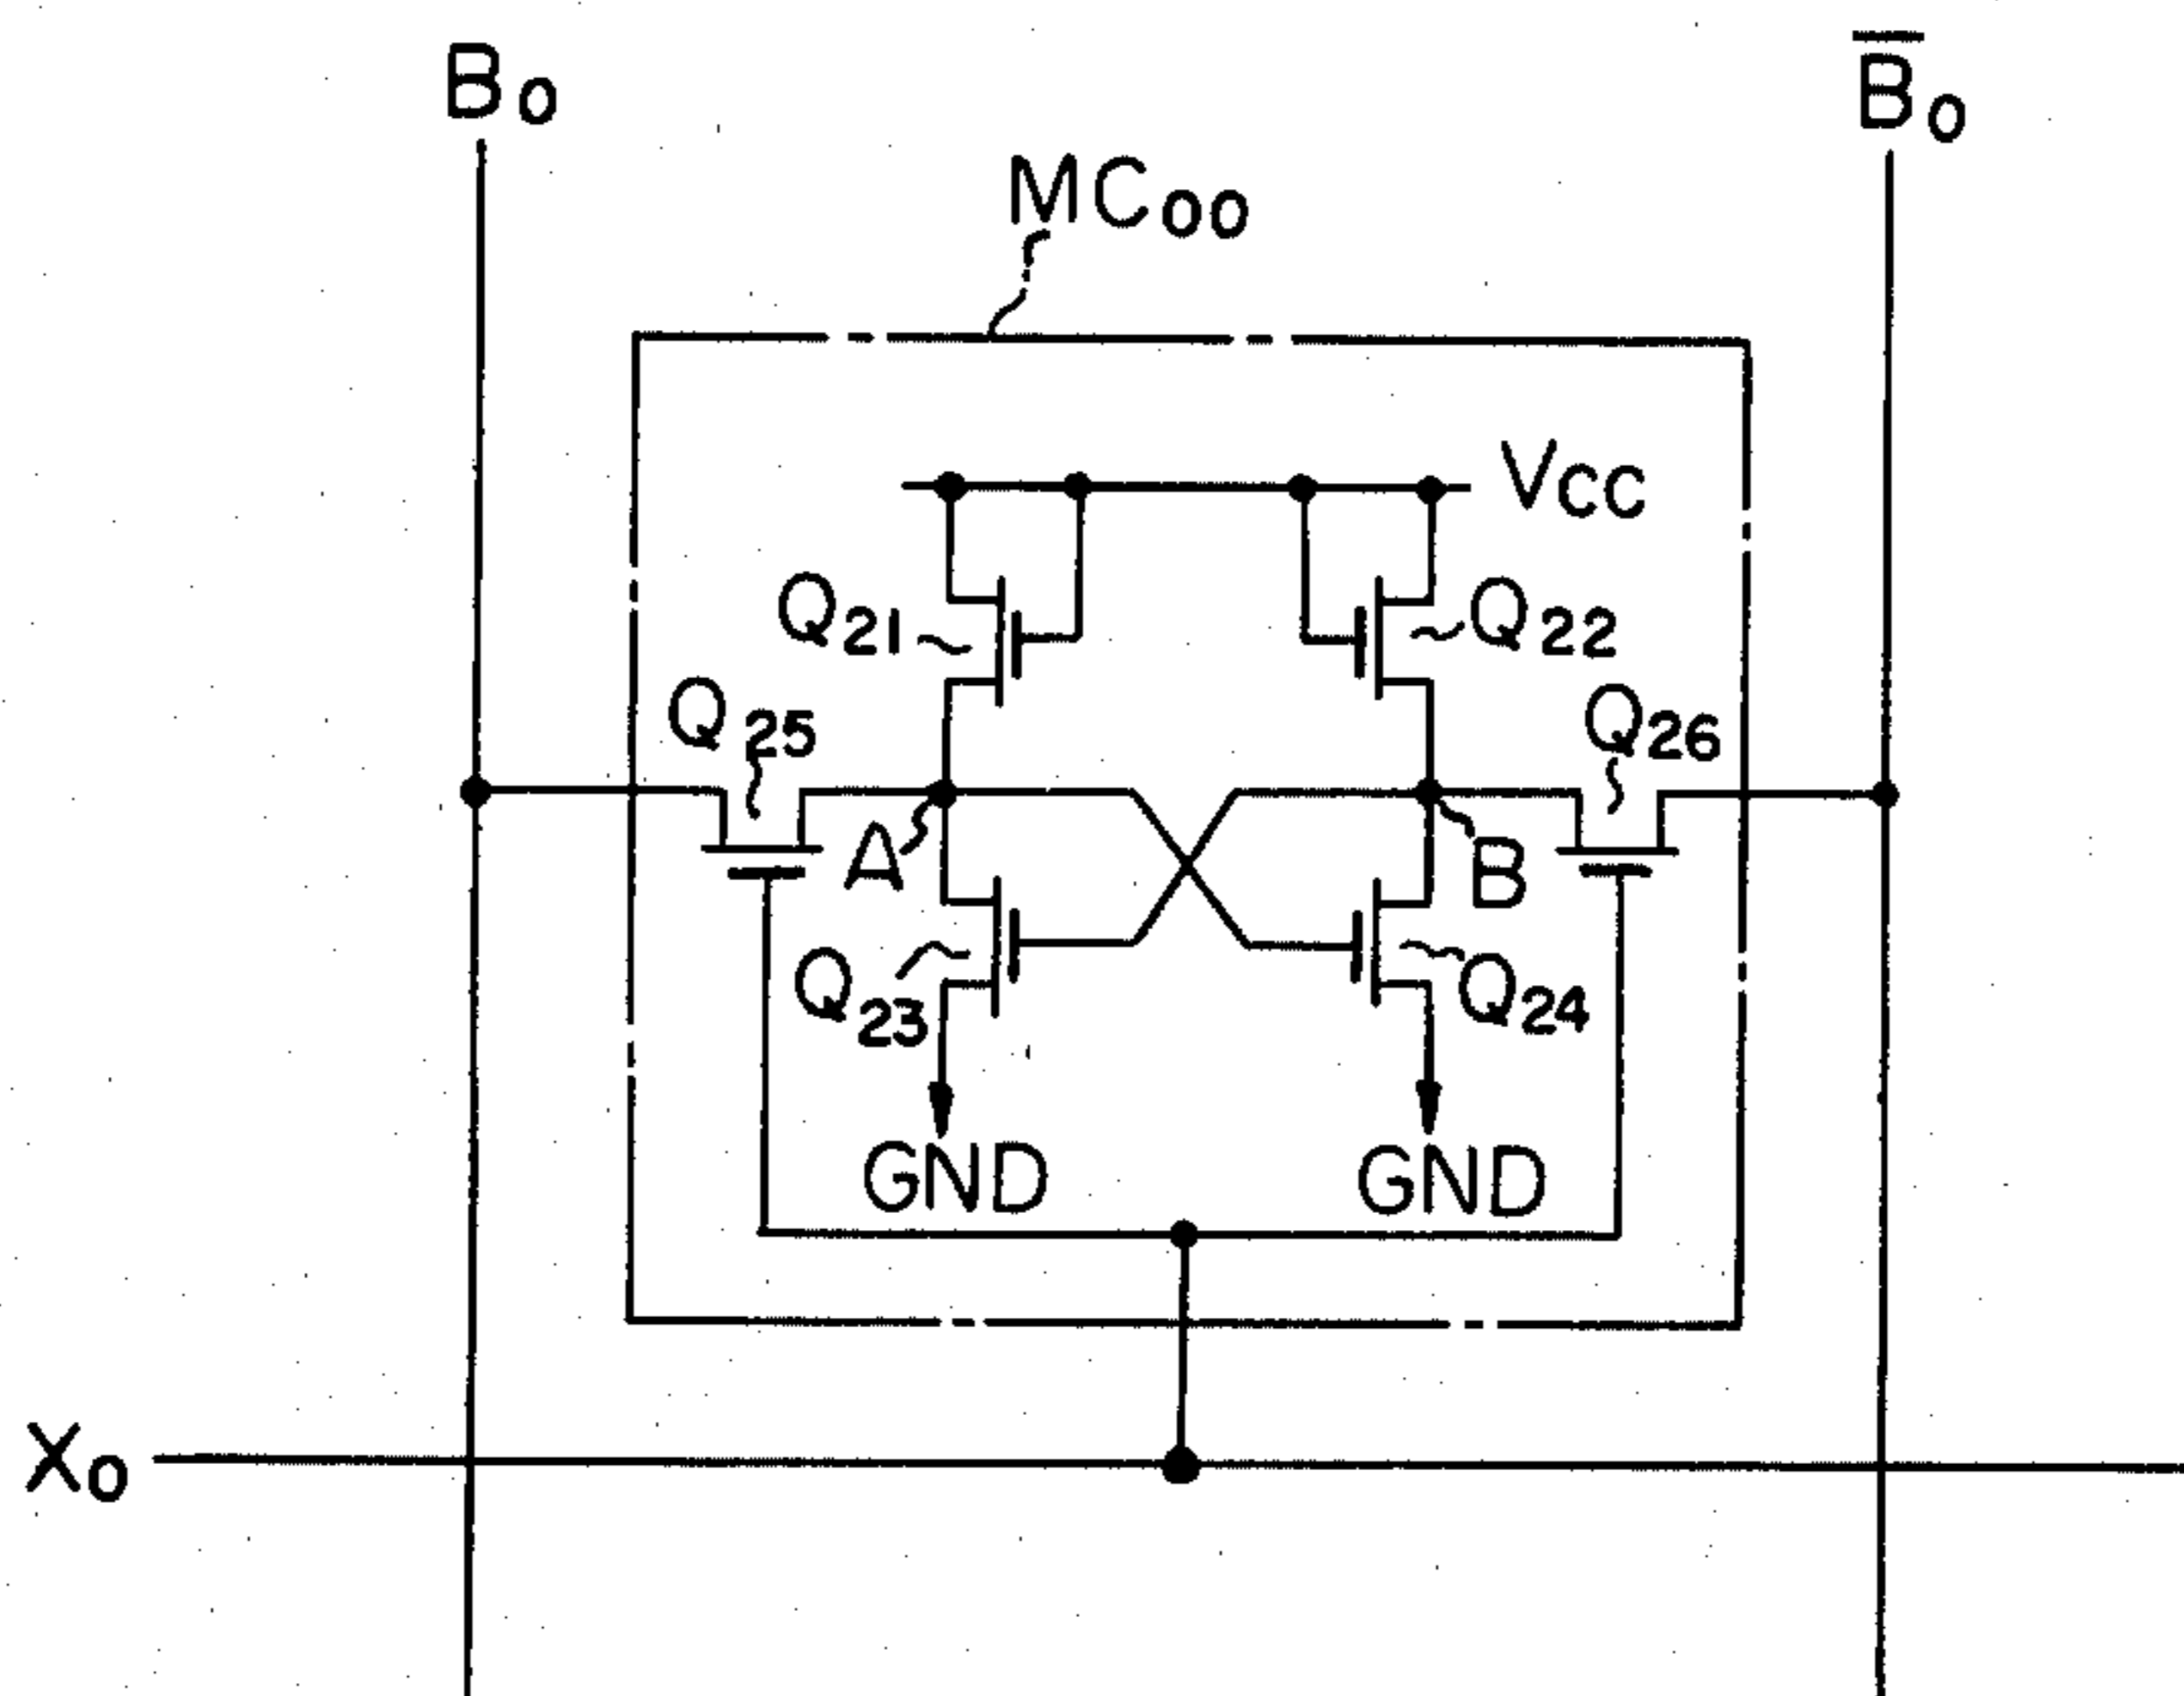 B0 B̅0
MC00
VCC
Q21 Q22
Q25 Q26
A B
Q23 Q24
GND GND
X0